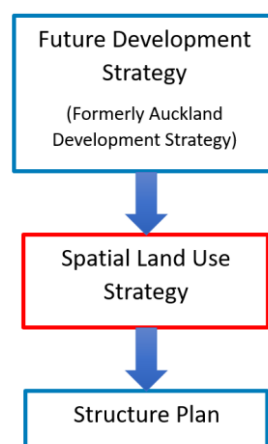 Future Development
Strategy
(Formerly Auckland
Development Strategy)
Spatial Land Use
Strategy
Structure Plan